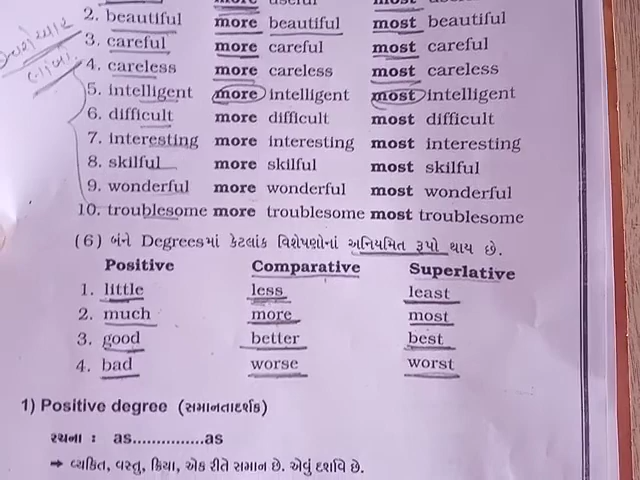 useful more useful most useful
2. beautiful more beautiful most beautiful
3. careful more careful most careful
4. careless more careless most careless
5. intelligent more intelligent most intelligent
6. difficult more difficult most difficult
7. interesting more interesting most interesting
8. skilful more skilful most skilful
9. wonderful more wonderful most wonderful
10. troublesome more troublesome most troublesome
(6) બંને Degreesમાં કેટલાંક વિશેષણોનાં અનિયમિત રૂપો થાય છે.
Positive Comparative Superlative
1. little less least
2. much more most
3. good better best
4. bad worse worst
1) Positive degree (સમાનતાદર્શક)
રચના : as...............as
→ વ્યકિત, વસ્તુ, ક્રિયા, એક રીતે સમાન છે. એવું દર્શાવે છે.